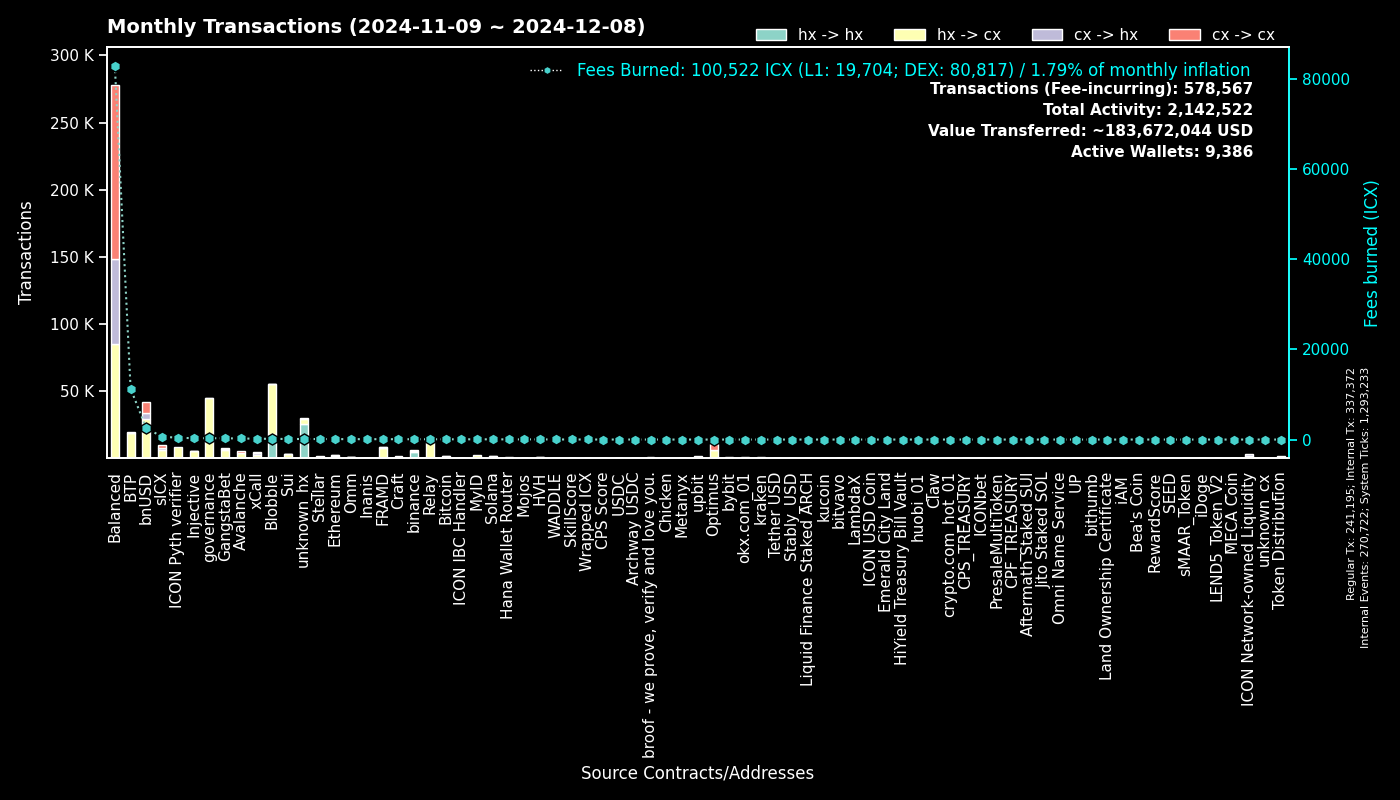 Monthly Transactions (2024-11-09 ~ 2024-12-08)
hx -> hx
hx -> cx
cx -> hx
cx -> cx
Fees Burned: 100,522 ICX (L1: 19,704; DEX: 80,817) / 1.79% of monthly inflation
Transactions (Fee-incurring): 578,567
Total Activity: 2,142,522
Value Transferred: ~183,672,044 USD
Active Wallets: 9,386
Transactions
300 K
250 K
200 K
150 K
100 K
50 K
80000
60000
40000
20000
0
Fees burned (ICX)
Regular Tx: 241,195; Internal Tx: 337,372
Internal Events: 270,722; System Ticks: 1,293,233
Balanced
BTP
bnUSD
sICX
ICON Pyth verifier
Injective
governance
GangstaBet
Avalanche
xCall
Blobble
Sui
unknown_hx
Stellar
Ethereum
Omm
Inanis
FRAMD
Craft
binance
Relay
Bitcoin
ICON IBC Handler
MyID
Solana
Hana Wallet Router
Mojos
HVH
WADDLE
SkillScore
Wrapped ICX
CPS Score
USDC
Archway USDC
broof - we prove, verify and love you.
Chicken
Metanyx
upbit
Optimus
bybit
okx.com_01
kraken
Tether USD
Stably USD
Liquid Finance Staked ARCH
kucoin
bitvavo
LambdaX
ICON USD Coin
Emerald City Land
HiYield Treasury Bill Vault
huobi_01
Claw
crypto.com_hot_01
CPS_TREASURY
ICONbet
PresaleMultiToken
CPF_TREASURY
Aftermath Staked SUI
Jito Staked SOL
Omni Name Service
UP
bithumb
Land Ownership Certificate
iAM
Bea's Coin
RewardScore
SEED
sMAAR_Token
iDoge
LEND5_Token_V2
MECA Coin
ICON Network-owned Liquidity
unknown_cx
Token Distribution
Source Contracts/Addresses